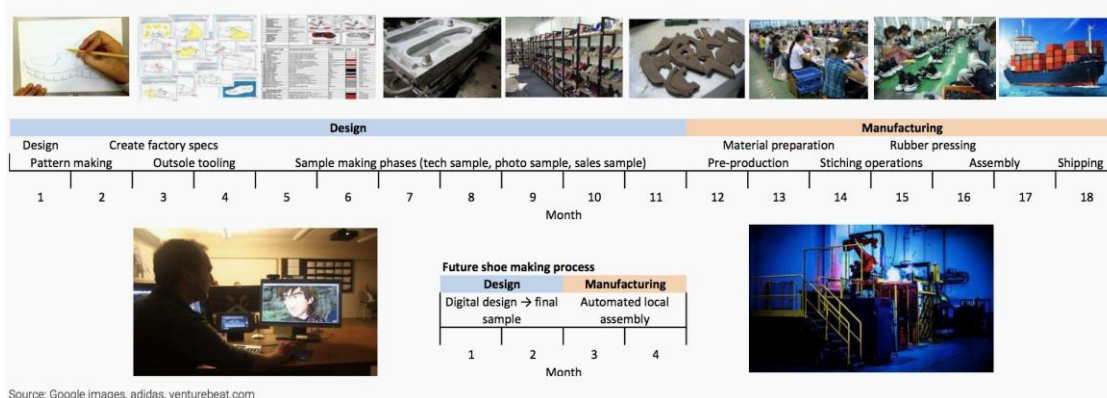 Design Manufacturing
Design Create factory specs Material preparation Rubber pressing
Pattern making Outsole tooling Sample making phases (tech sample, photo sample, sales sample) Pre-production Stiching operations Assembly Shipping
1 2 3 4 5 6 7 8 9 10 11 12 13 14 15 16 17 18
Month
Future shoe making process
Design Manufacturing
Digital design → final Automated local
sample assembly
1 2 3 4
Month
Source: Google images, adidas, venturebeat.com